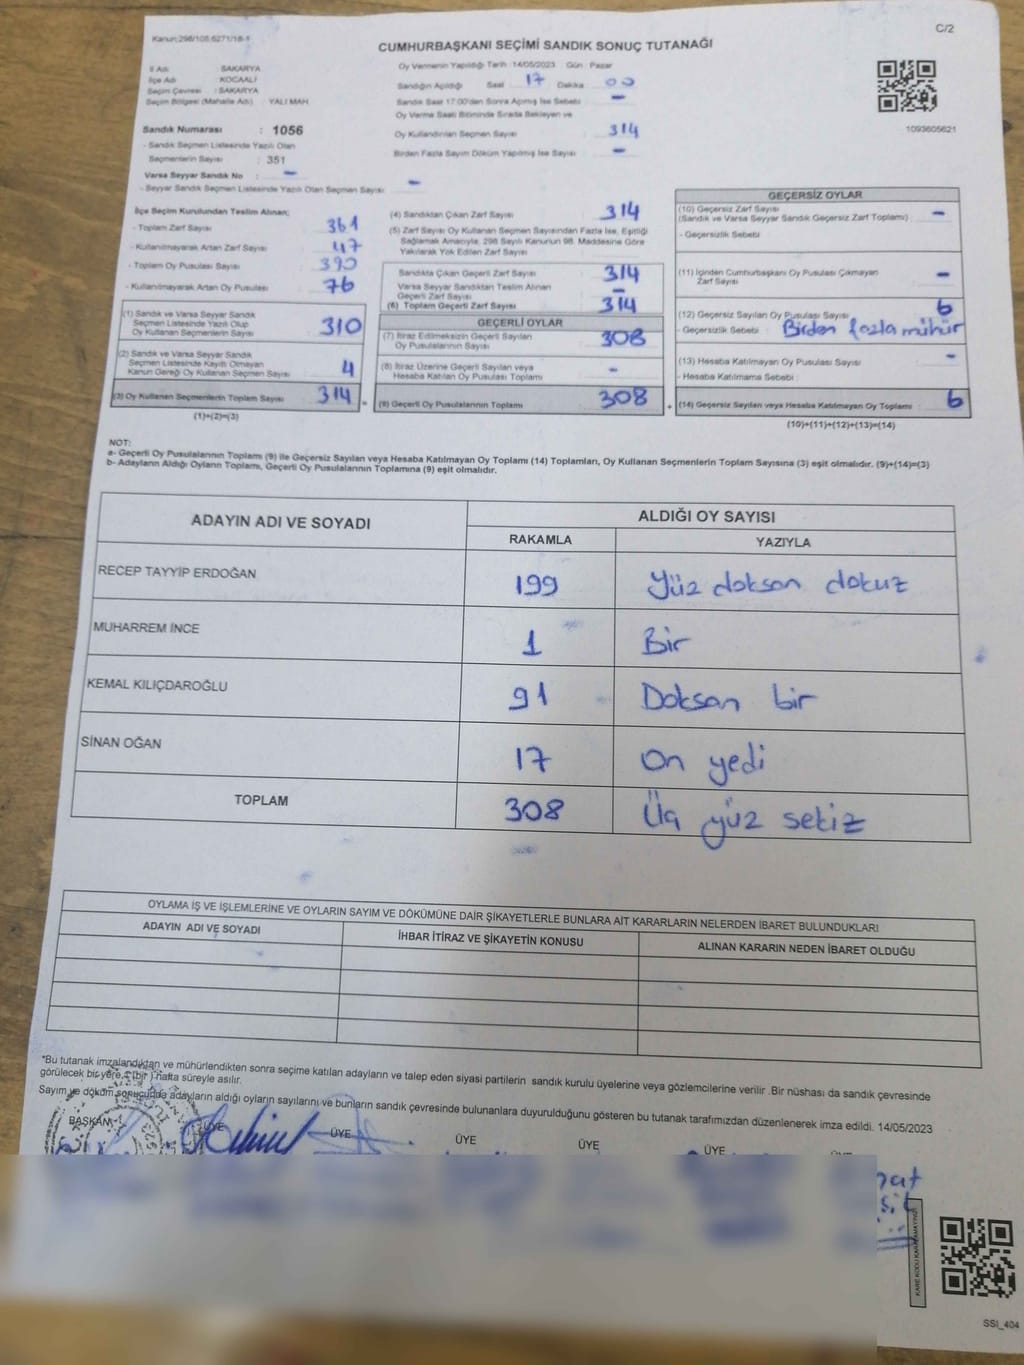 Kanun:298/105,6271/18-1
C/2
CUMHURBAŞKANI SEÇİMİ SANDIK SONUÇ TUTANAĞI
İl Adı : SAKARYA
İlçe Adı : KOCAALİ
Seçim Çevresi : SAKARYA
Seçim Bölgesi (Mahalle Adı) YALI MAH.
Sandık Numarası : 1056
- Sandık Seçmen Listesinde Yazılı Olan
Seçmenlerin Sayısı : 351
Varsa Seyyar Sandık No : -
- Seyyar Sandık Seçmen Listesinde Yazılı Olan Seçmen Sayısı : -
Oy Vermenin Yapıldığı Tarih :14/05/2023 Gün : Pazar
Sandığın Açıldığı Saat 17 Dakika 00
Sandık Saat 17:00'den Sonra Açılmış İse Sebebi -
Oy Verme Saati Bitiminde Sırada Bekleyen ve
Oy Kullandırılan Seçmen Sayısı 314
Birden Fazla Sayım Döküm Yapılmış İse Sayısı -
1093605621
İlçe Seçim Kurulundan Teslim Alınan;
- Toplam Zarf Sayısı : 361
- Kullanılmayarak Artan Zarf Sayısı : 47
- Toplam Oy Pusulası Sayısı : 390
- Kullanılmayarak Artan Oy Pusulası : 76
(1) Sandık ve Varsa Seyyar Sandık
Seçmen Listesinde Yazılı Olup
Oy Kullanan Seçmenlerin Sayısı : 310
(2) Sandık ve Varsa Seyyar Sandık
Seçmen Listesinde Kayıtlı Olmayan
Kanun Gereği Oy Kullanan Seçmen Sayısı : 4
(3) Oy Kullanan Seçmenlerin Toplam Sayısı : 314
(1)+(2)=(3)
(4) Sandıktan Çıkan Zarf Sayısı : 314
(5) Zarf Sayısı Oy Kullanan Seçmen Sayısından Fazla İse, Eşitliği
Sağlamak Amacıyla, 298 Sayılı Kanunun 98. Maddesine Göre
Yakılarak Yok Edilen Zarf Sayısı
Sandıkta Çıkan Geçerli Zarf Sayısı : 314
Varsa Seyyar Sandıktan Teslim Alınan
Geçerli Zarf Sayısı : -
(6) Toplam Geçerli Zarf Sayısı : 314
GEÇERLİ OYLAR
(7) İtiraz Edilmeksizin Geçerli Sayılan
Oy Pusulalarının Sayısı : 308
(8) İtiraz Üzerine Geçerli Sayılan veya
Hesaba Katılan Oy Pusulası Toplamı : -
(9) Geçerli Oy Pusulalarının Toplamı : 308
GEÇERSİZ OYLAR
(10) Geçersiz Zarf Sayısı
(Sandık ve Varsa Seyyar Sandık Geçersiz Zarf Toplamı) : -
- Geçersizlik Sebebi
(11) İçinden Cumhurbaşkanı Oy Pusulası Çıkmayan
Zarf Sayısı : -
(12) Geçersiz Sayılan Oy Pusulası Sayısı : 6
- Geçersizlik Sebebi : Birden fazla mühür
(13) Hesaba Katılmayan Oy Pusulası Sayısı : -
- Hesaba Katılmama Sebebi :
(14) Geçersiz Sayılan veya Hesaba Katılmayan Oy Toplamı : 6
(10)+(11)+(12)+(13)=(14)
NOT:
a- Geçerli Oy Pusulalarının Toplamı (9) ile Geçersiz Sayılan veya Hesaba Katılmayan Oy Toplamı (14) Toplamları, Oy Kullanan Seçmenlerin Toplam Sayısına (3) eşit olmalıdır. (9)+(14)=(3)
b- Adayların Aldığı Oyların Toplamı, Geçerli Oy Pusulalarının Toplamına (9) eşit olmalıdır.
ADAYIN ADI VE SOYADI
ALDIĞI OY SAYISI
RAKAMLA YAZIYLA
RECEP TAYYİP ERDOĞAN 199 Yüz doksan dokuz
MUHARREM İNCE 1 Bir
KEMAL KILIÇDAROĞLU 91 Doksan bir
SİNAN OĞAN 17 On yedi
TOPLAM 308 Üç yüz sekiz
OYLAMA İŞ VE İŞLEMLERİNE VE OYLARIN SAYIM VE DÖKÜMÜNE DAİR ŞİKAYETLERLE BUNLARA AİT KARARLARIN NELERDEN İBARET BULUNDUKLARI
ADAYIN ADI VE SOYADI İHBAR İTİRAZ VE ŞİKAYETİN KONUSU ALINAN KARARIN NEDEN İBARET OLDUĞU
*Bu tutanak imzalandıktan ve mühürlendikten sonra seçime katılan adayların ve talep eden siyasi partilerin sandık kurulu üyelerine veya gözlemcilerine verilir. Bir nüshası da sandık çevresinde
görülecek bir yere, (bir) hafta süreyle asılır.
Sayım ve döküm sonucunda adayların aldığı oyların sayılarını ve bunların sandık çevresinde bulunanlara duyurulduğunu gösteren bu tutanak tarafımızdan düzenlenerek imza edildi. 14/05/2023
BAŞKAN ÜYE ÜYE ÜYE ÜYE ÜYE
SSI_404